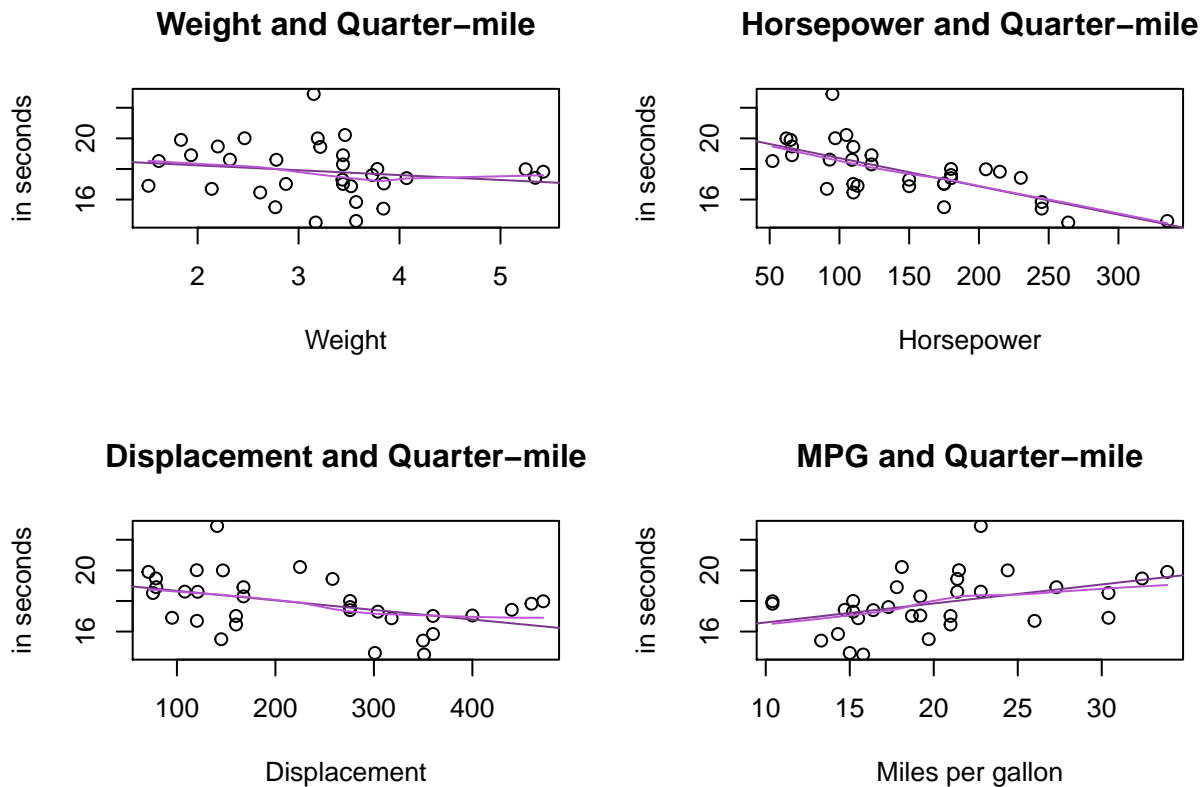 Weight and Quarter−mile
in seconds
16 20
2 3 4 5
Weight
Horsepower and Quarter−mile
in seconds
16 20
50 100 150 200 250 300
Horsepower
Displacement and Quarter−mile
in seconds
16 20
100 200 300 400
Displacement
MPG and Quarter−mile
in seconds
16 20
10 15 20 25 30
Miles per gallon